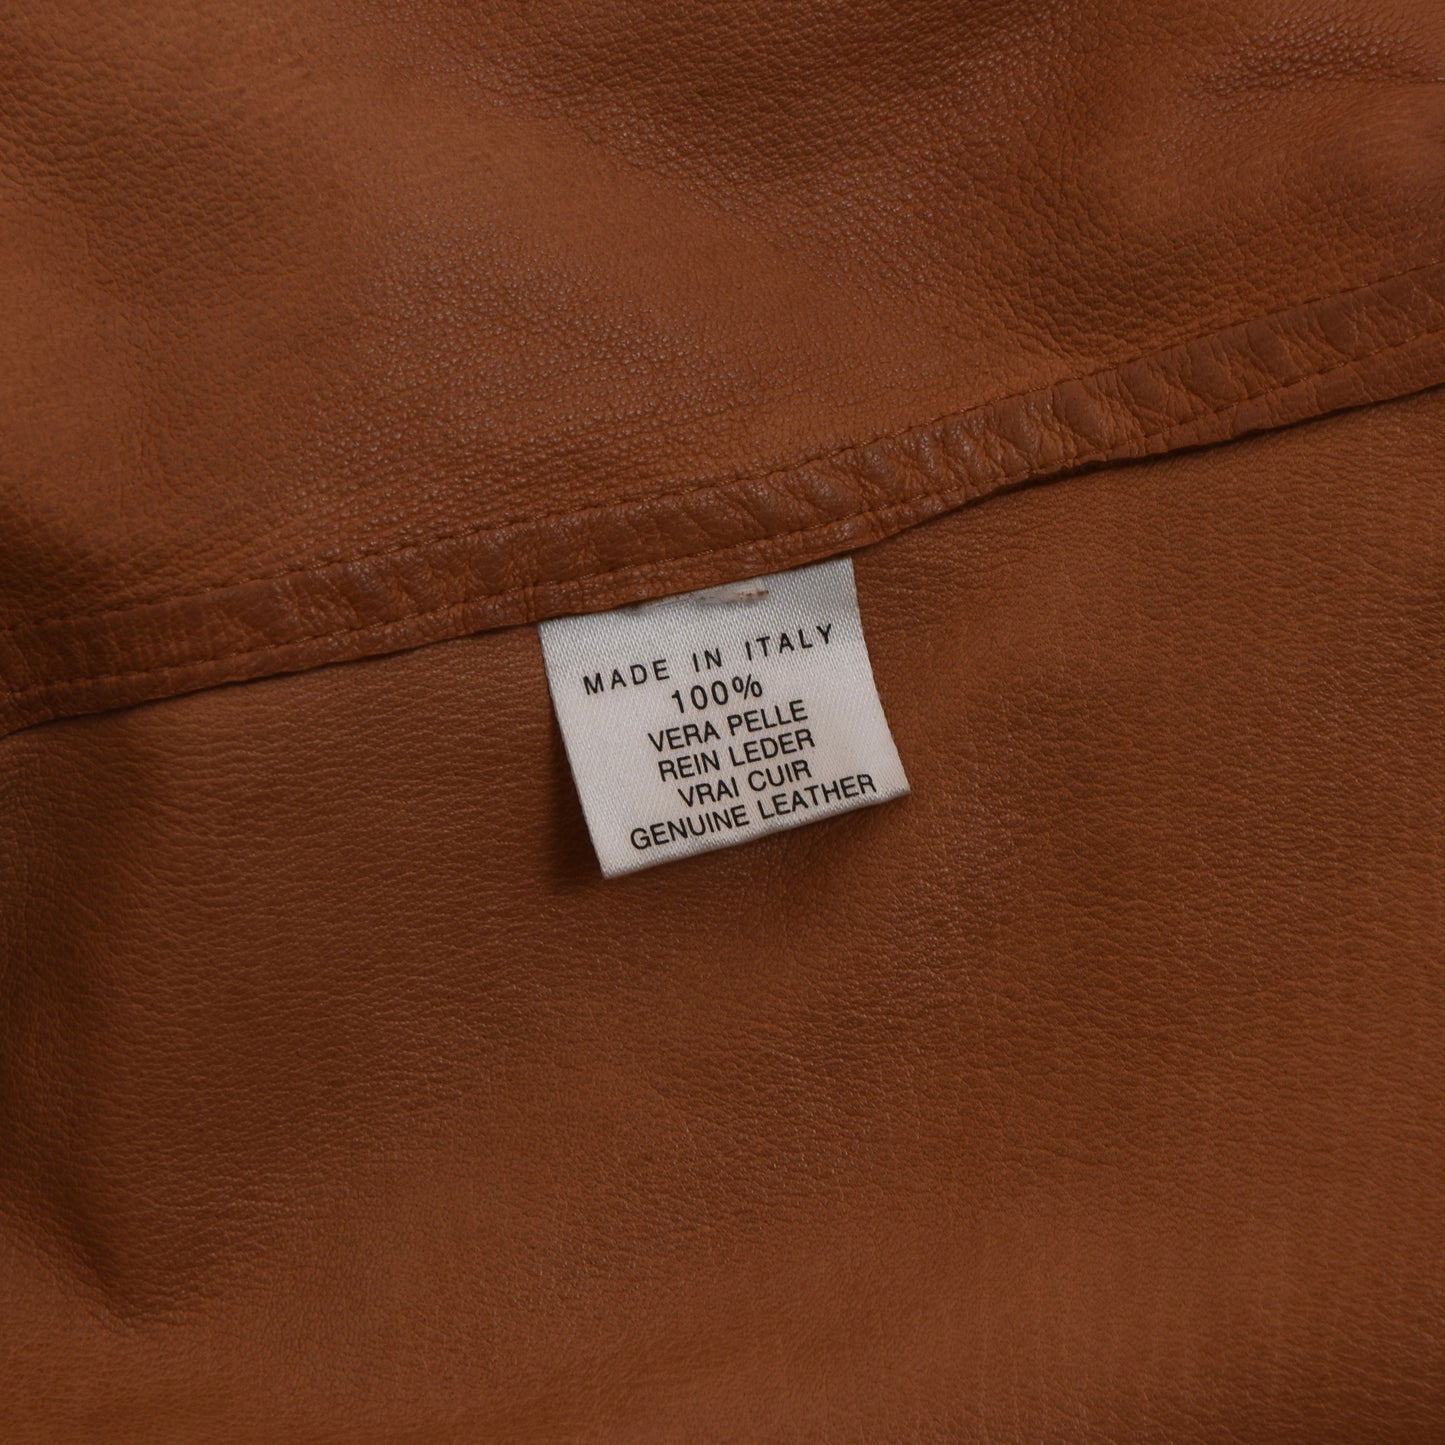 MADE IN ITALY
100%
VERA PELLE
REIN LEDER
VRAI CUIR
GENUINE LEATHER